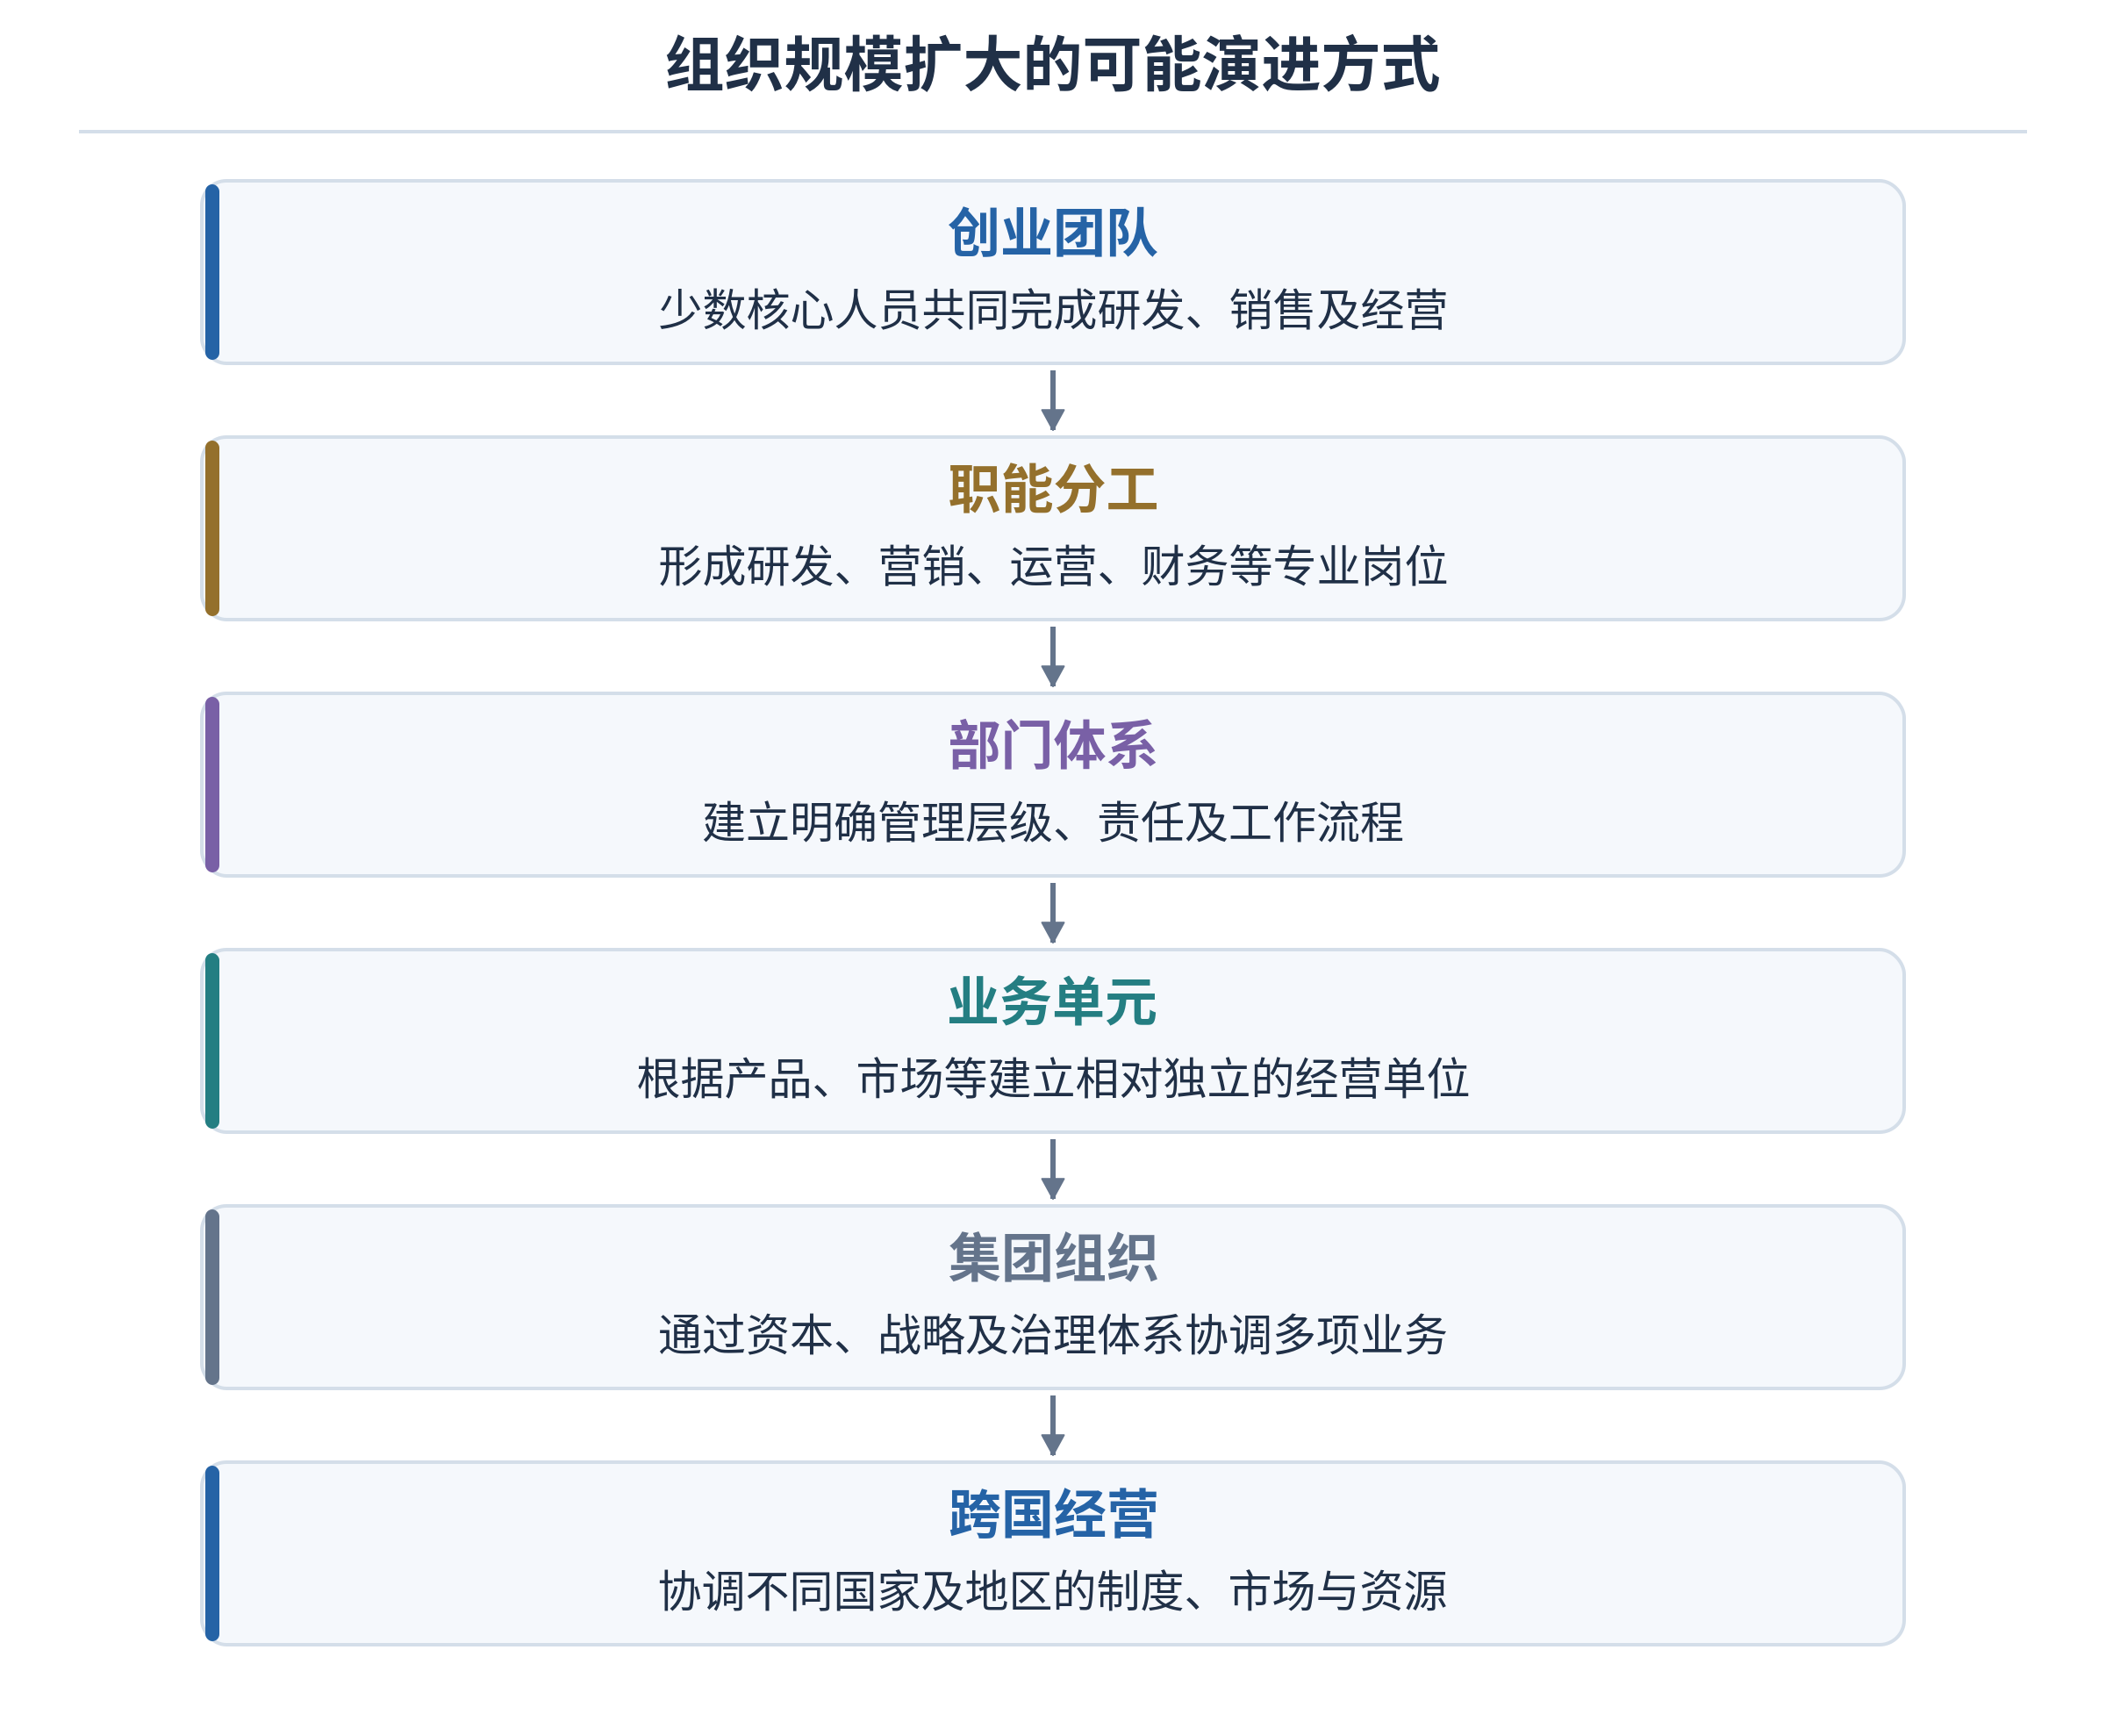 组织规模扩大的可能演进方式
创业团队
少数核心人员共同完成研发、销售及经营
职能分工
形成研发、营销、运营、财务等专业岗位
部门体系
建立明确管理层级、责任及工作流程
业务单元
根据产品、市场等建立相对独立的经营单位
集团组织
通过资本、战略及治理体系协调多项业务
跨国经营
协调不同国家及地区的制度、市场与资源